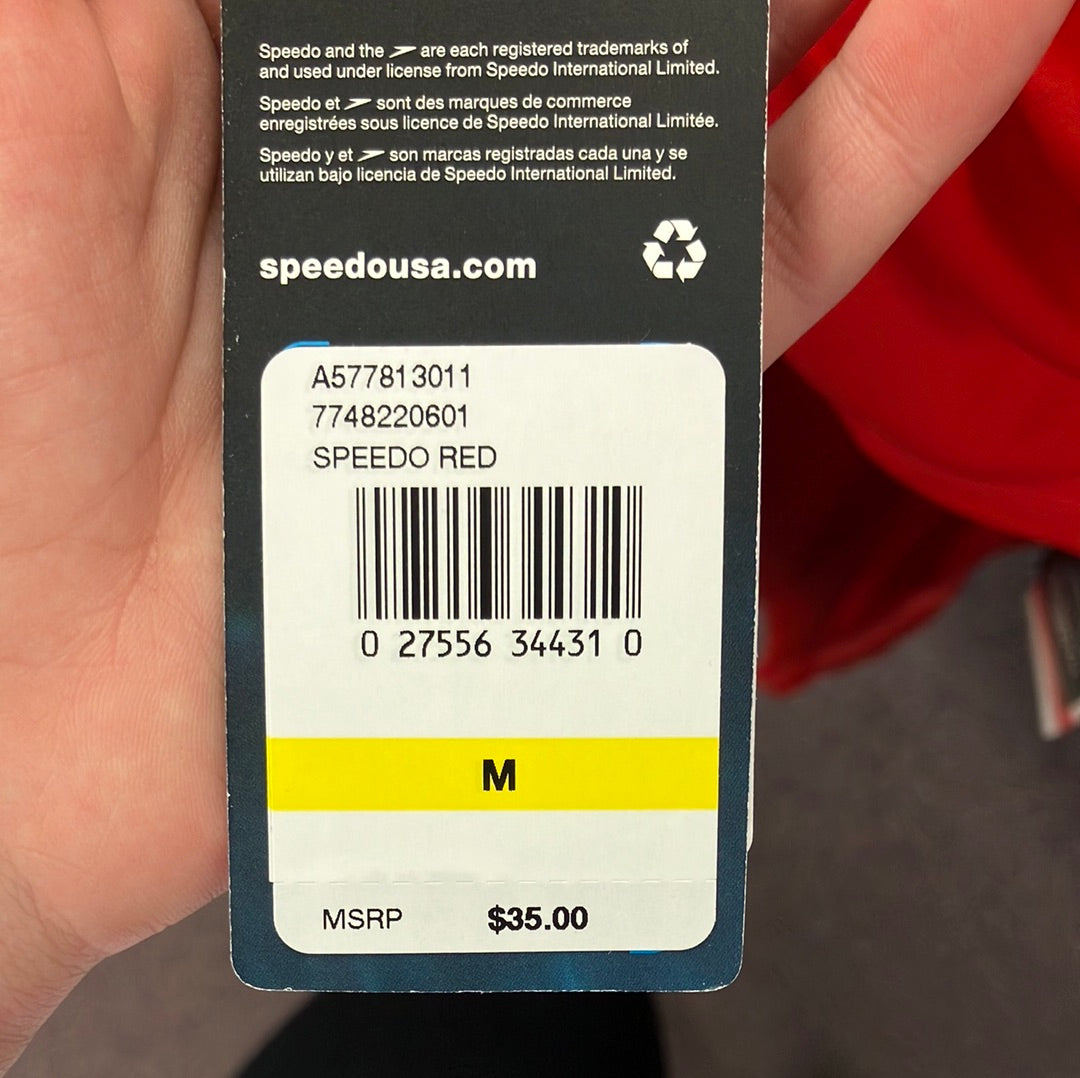 Speedo and the are each registered trademarks of
and used under license from Speedo International Limited.
Speedo et sont des marques de commerce
enregistrées sous licence de Speedo International Limitée.
Speedo y et son marcas registradas cada una y se
utilizan bajo licencia de Speedo International Limited.
speedousa.com
A577813011
7748220601
SPEEDO RED
0 27556 34431 0
M
MSRP $35.00